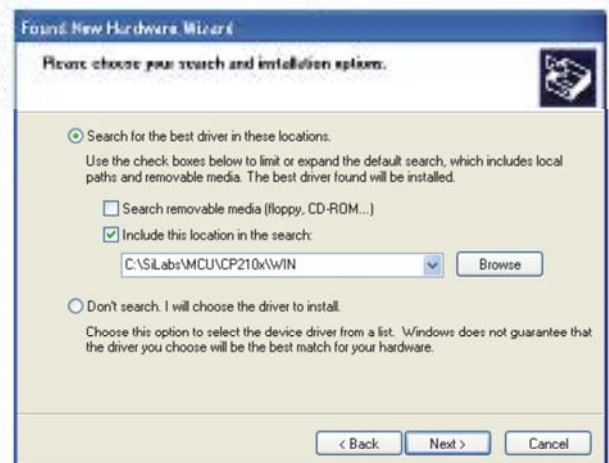 Found New Hardware Wizard
Please choose your search and installation options.
Search for the best driver in these locations.
Use the check boxes below to limit or expand the default search, which includes local
paths and removable media. The best driver found will be installed.
Search removable media (floppy, CD-ROM...)
Include this location in the search:
C:\SiLabs\MCU\CP210x\WIN
Browse
Don't search. I will choose the driver to install.
Choose this option to select the device driver from a list. Windows does not guarantee that
the driver you choose will be the best match for your hardware.
< Back
Next >
Cancel